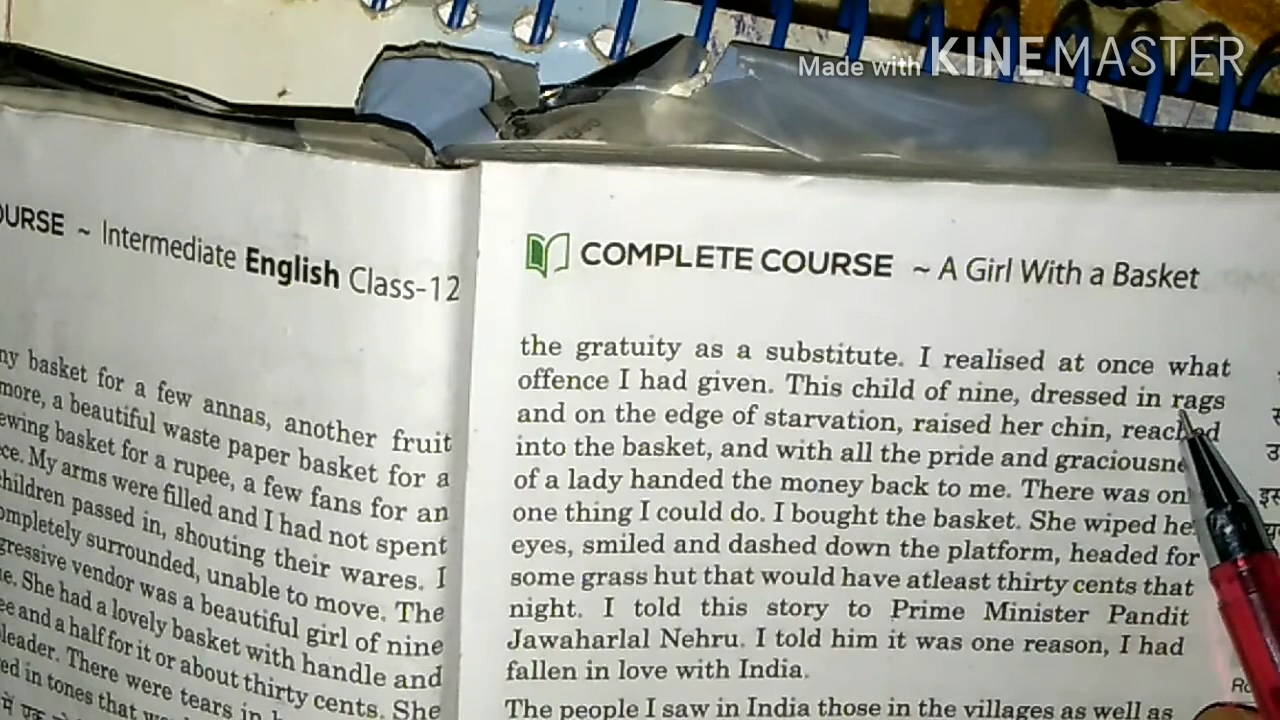 Made with KINEMASTER
OURSE ~ Intermediate English Class-12
basket for a few annas, another fruit
more, a beautiful waste paper basket for a
basket for a rupee, a few fans for an
My arms were filled and I had not spent
children passed in, shouting their wares. I
completely surrounded, unable to move. The
vendor was a beautiful girl of nine
She had a lovely basket with handle and
and a half for it or about thirty cents. She
There were tears in
in tones that
में एक
COMPLETE COURSE ~ A Girl With a Basket
the gratuity as a substitute. I realised at once what
offence I had given. This child of nine, dressed in rags
and on the edge of starvation, raised her chin, reached
into the basket, and with all the pride and graciousne
of a lady handed the money back to me. There was on
one thing I could do. I bought the basket. She wiped he
eyes, smiled and dashed down the platform, headed for
some grass hut that would have atleast thirty cents that
night. I told this story to Prime Minister Pandit
Jawaharlal Nehru. I told him it was one reason, I had
fallen in love with India.
The people I saw in India those in the villages as well as